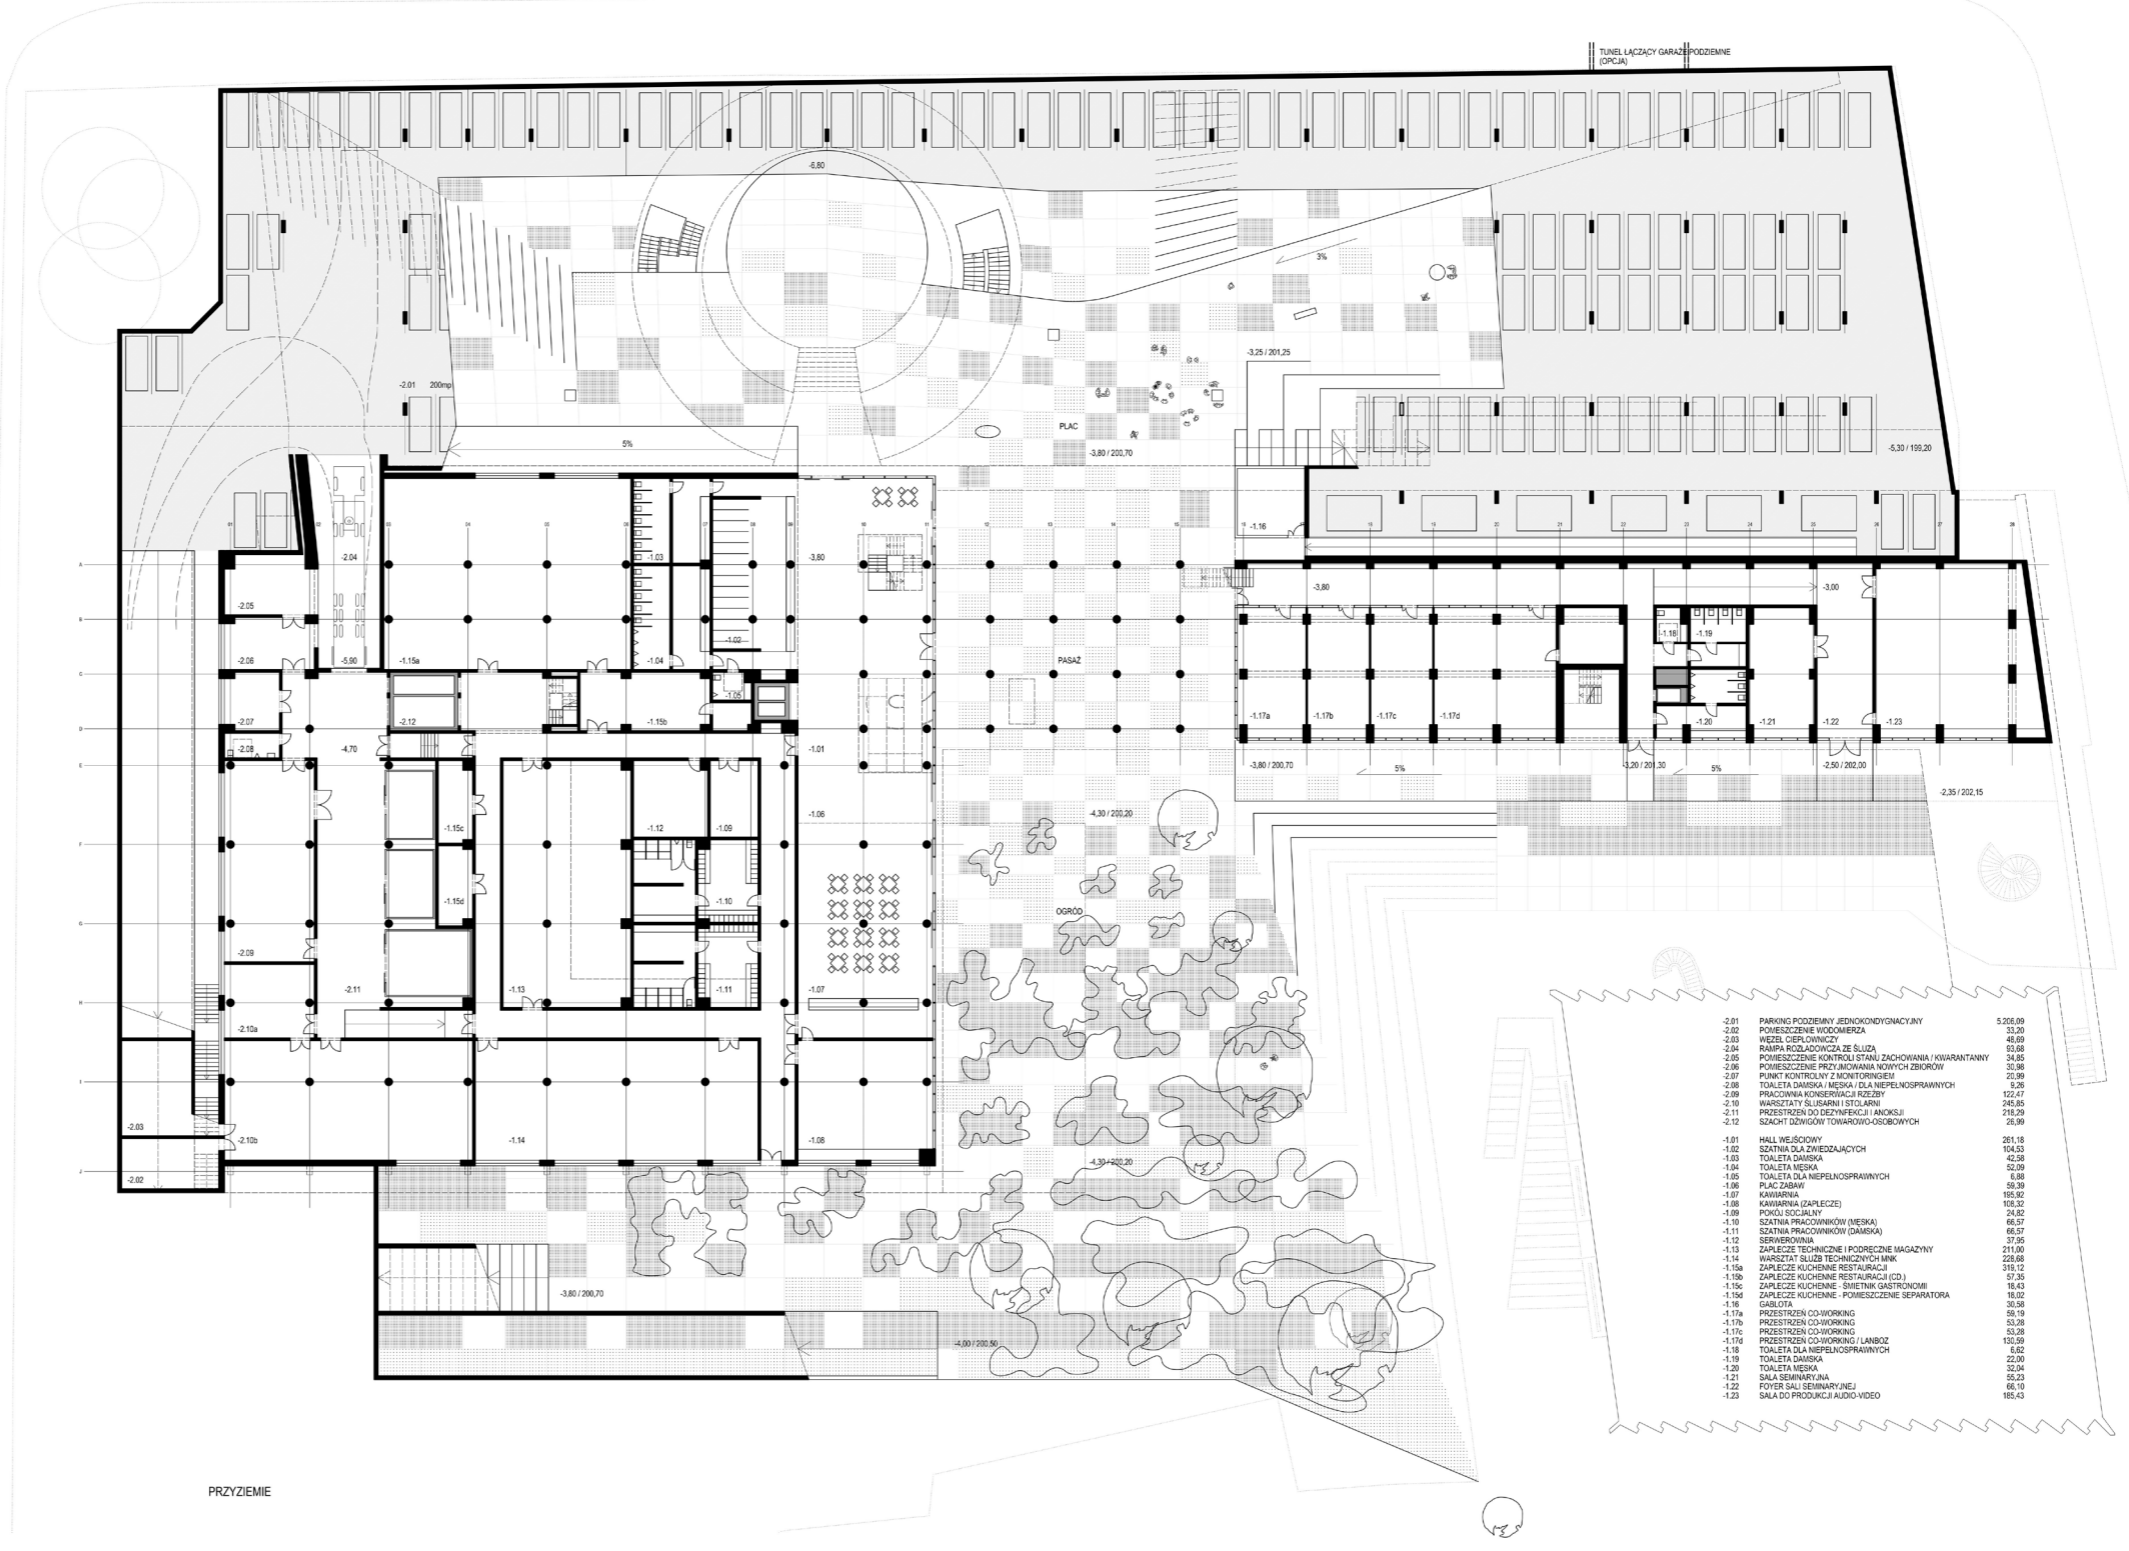 TUNEL ŁĄCZĄCY GARAŻE PODZIEMNE
(OPCJA)
-6,80
3%
-3,25 / 201,25
-2.01 200mp
PLAC
5%
-3,80 / 200,70
-5,30 / 199,20
-1.16
-2.04
-1.03
-3,80
-3,80
-3,00
-2.05
-1.02
-1.18
-1.19
-2.06
-5,90
-1.15a
-1.04
PASAŻ
-1.05
-2.07
-2.12
-1.15b
-1.17a
-1.17b
-1.17c
-1.17d
-1.20
-1.21
-1.22
-1.23
-2.08
-4,70
-1.01
-3,80 / 200,70
5%
-3,20 / 201,30
5%
-2,50 / 202,00
-2,35 / 202,15
-1.06
-4,30 / 200,20
-1.15c
-1.12
-1.09
-1.15d
-1.10
OGRÓD
-2.09
-2.11
-1.13
-1.11
-1.07
-2.10a
-2.03
-2.10b
-1.14
-1.08
-4,30 / 200,20
-2.02
-3,80 / 200,70
-4,00 / 200,50
-2.01 PARKING PODZIEMNY JEDNOKONDYGNACYJNY 5.206,09
-2.02 POMIESZCZENIE WODOMIERZA 33,20
-2.03 WĘZEŁ CIEPŁOWNICZY 48,69
-2.04 RAMPA ROZŁADOWCZA ZE ŚLUZĄ 93,68
-2.05 POMIESZCZENIE KONTROLI STANU ZACHOWANIA / KWARANTANNY 34,85
-2.06 POMIESZCZENIE PRZYJMOWANIA NOWYCH ZBIORÓW 30,98
-2.07 PUNKT KONTROLNY Z MONITORINGIEM 20,99
-2.08 TOALETA DAMSKA / MĘSKA / DLA NIEPEŁNOSPRAWNYCH 9,26
-2.09 PRACOWNIA KONSERWACJI RZEŹBY 122,47
-2.10 WARSZTATY ŚLUSARNI I STOLARNI 245,85
-2.11 PRZESTRZEŃ DO DEZYNFEKCJI I ANOKSJI 218,29
-2.12 SZACHT DŹWIGÓW TOWAROWO-OSOBOWYCH 26,99
-1.01 HALL WEJŚCIOWY 261,18
-1.02 SZATNIA DLA ZWIEDZAJĄCYCH 104,53
-1.03 TOALETA DAMSKA 42,58
-1.04 TOALETA MĘSKA 52,09
-1.05 TOALETA DLA NIEPEŁNOSPRAWNYCH 6,88
-1.06 PLAC ZABAW 59,39
-1.07 KAWIARNIA 195,92
-1.08 KAWIARNIA (ZAPLECZE) 108,32
-1.09 POKÓJ SOCJALNY 24,82
-1.10 SZATNIA PRACOWNIKÓW (MĘSKA) 66,57
-1.11 SZATNIA PRACOWNIKÓW (DAMSKA) 66,57
-1.12 SERWEROWNIA 37,95
-1.13 ZAPLECZE TECHNICZNE I PODRĘCZNE MAGAZYNY 211,00
-1.14 WARSZTAT SŁUŻB TECHNICZNYCH MNK 228,68
-1.15a ZAPLECZE KUCHENNE RESTAURACJI 319,12
-1.15b ZAPLECZE KUCHENNE RESTAURACJI (CD.) 57,35
-1.15c ZAPLECZE KUCHENNE - ŚMIETNIK GASTRONOMII 18,43
-1.15d ZAPLECZE KUCHENNE - POMIESZCZENIE SEPARATORA 18,02
-1.16 GABLOTA 30,58
-1.17a PRZESTRZEŃ CO-WORKING 59,19
-1.17b PRZESTRZEŃ CO-WORKING 53,28
-1.17c PRZESTRZEŃ CO-WORKING 53,28
-1.17d PRZESTRZEŃ CO-WORKING / LANBOZ 130,59
-1.18 TOALETA DLA NIEPEŁNOSPRAWNYCH 6,62
-1.19 TOALETA DAMSKA 22,00
-1.20 TOALETA MĘSKA 32,04
-1.21 SALA SEMINARYJNA 55,23
-1.22 FOYER SALI SEMINARYJNEJ 66,10
-1.23 SALA DO PRODUKCJI AUDIO-VIDEO 185,43
PRZYZIEMIE